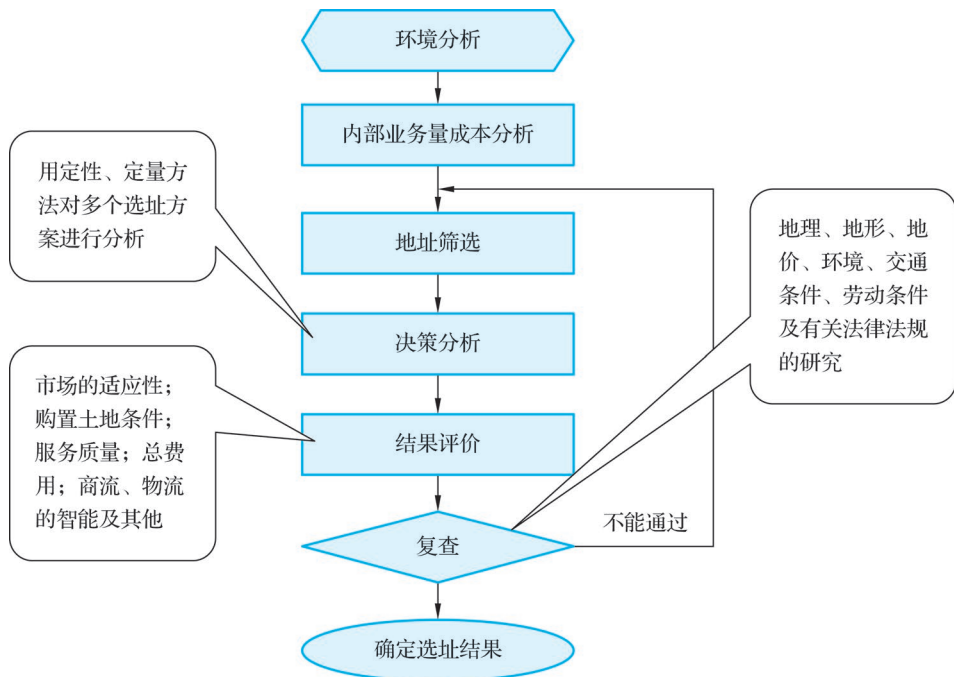 环境分析
内部业务量成本分析
用定性、定量方
法对多个选址方
案进行分析
地址筛选
地理、地形、地
价、环境、交通
条件、劳动条件
及有关法律法规
的研究
决策分析
市场的适应性；
购置土地条件；
服务质量；总费
用；商流、物流
的智能及其他
结果评价
复查
不能通过
确定选址结果